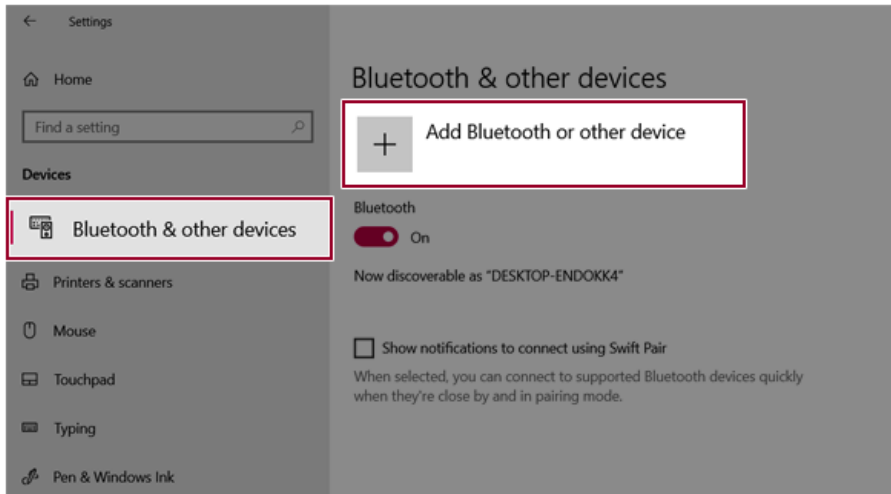 Settings
Home
Find a setting
Devices
Bluetooth & other devices
Printers & scanners
Mouse
Touchpad
Typing
Pen & Windows Ink
Bluetooth & other devices
Add Bluetooth or other device
Bluetooth
On
Now discoverable as "DESKTOP-ENDOKK4"
Show notifications to connect using Swift Pair
When selected, you can connect to supported Bluetooth devices quickly
when they're close by and in pairing mode.